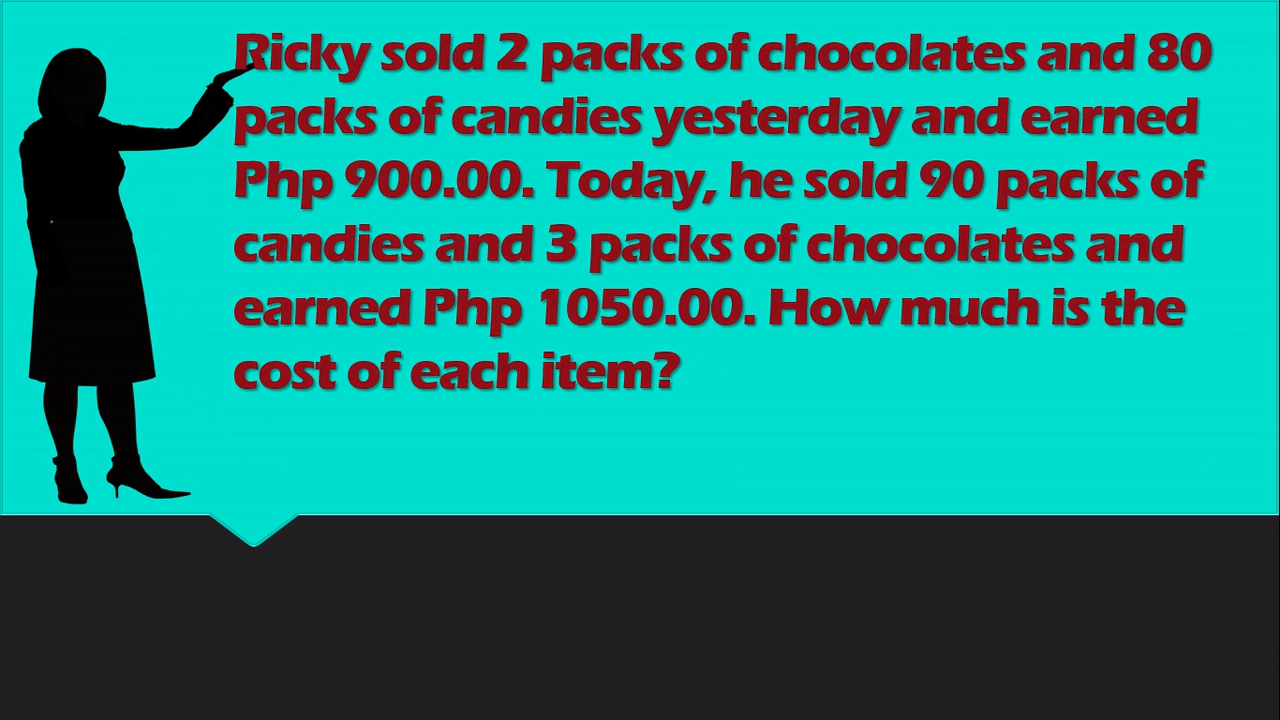 Ricky sold 2 packs of chocolates and 80
packs of candies yesterday and earned
Php 900.00. Today, he sold 90 packs of
candies and 3 packs of chocolates and
earned Php 1050.00. How much is the
cost of each item?